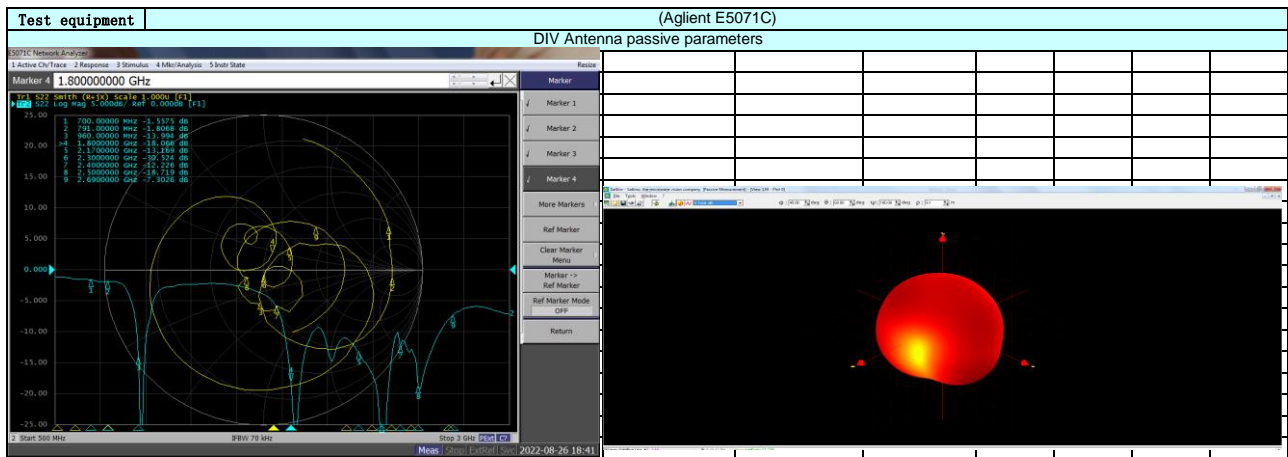 Test equipment
(Aglient E5071C)
DIV Antenna passive parameters
E5071C Network Analyzer
1 Active Ch/Trace 2 Response 3 Stimulus 4 Mkr/Analysis 5 Instr State
Resize
Marker 4 1.800000000 GHz
Tr1 S22 Smith (R+jX) Scale 1.000U [F1]
Tr2 S22 Log Mag 5.000dB/ Ref 0.000dB [F1]
25.00
20.00
15.00
10.00
5.000
0.000
-5.000
-10.00
-15.00
-20.00
-25.00
1 700.00000 MHz -1.5575 dB
2 791.00000 MHz -1.8068 dB
3 960.00000 MHz -13.994 dB
>4 1.8000000 GHz -18.066 dB
5 2.1700000 GHz -13.169 dB
6 2.3000000 GHz -30.524 dB
7 2.4000000 GHz -12.226 dB
8 2.5000000 GHz -18.719 dB
9 2.6900000 GHz -7.3026 dB
Marker
Marker 1
Marker 2
Marker 3
Marker 4
More Markers
Ref Marker
Clear Marker
Menu
Marker ->
Ref Marker
Ref Marker Mode
OFF
Return
2 Start 500 MHz
IFBW 70 kHz
Stop 3 GHz
Meas Stop ExtRef Svc 2022-08-26 18:41
File Tools Window ?